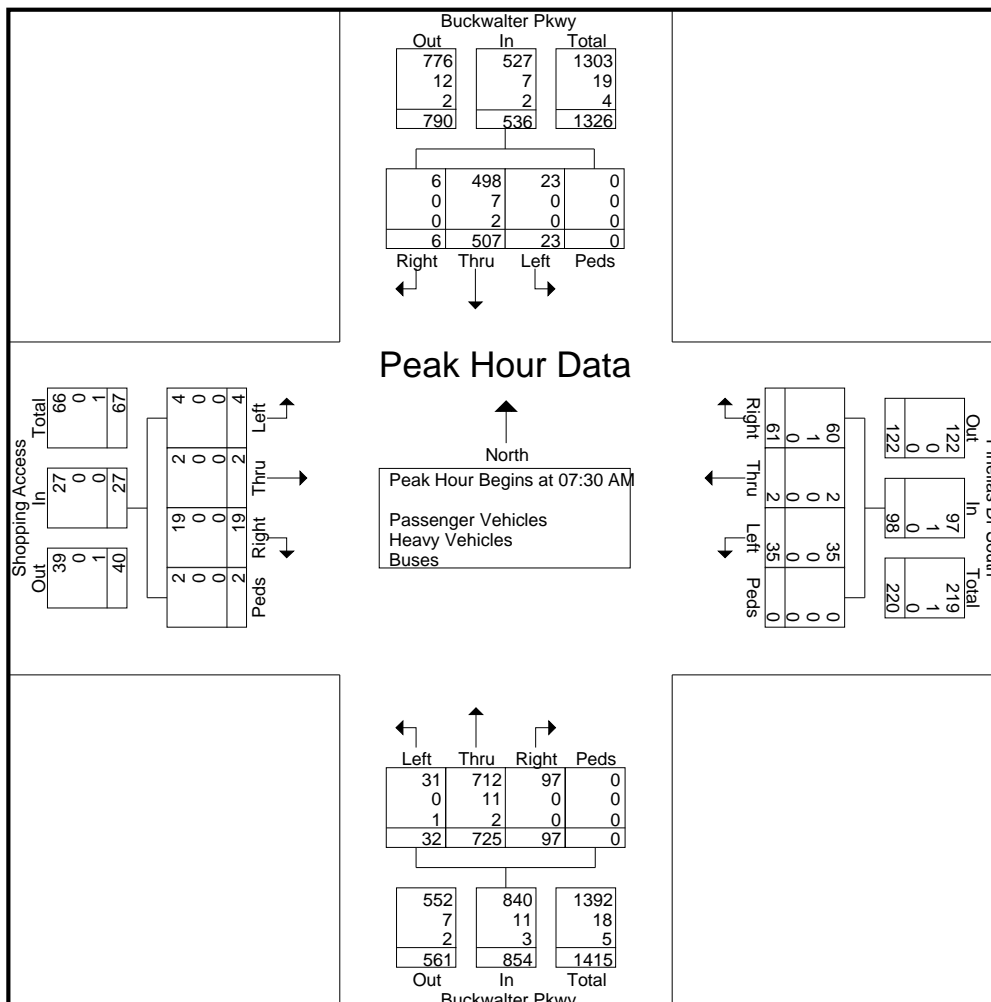 Buckwalter Pkwy
Out In Total
776 527 1303
12 7 19
2 2 4
790 536 1326
6 498 23 0
0 7 0 0
0 2 0 0
6 507 23 0
Right Thru Left Peds
Peak Hour Data
North
Peak Hour Begins at 07:30 AM
Passenger Vehicles
Heavy Vehicles
Buses
Shopping Access
Out In Total
39 27 66
0 0 0
1 0 1
40 27 67
Peds Right Thru Left
2 19 2 4
0 0 0 0
0 0 0 0
2 19 2 4
Out In Total
122 97 219
0 1 1
0 0 0
122 98 220
60 2 35 0
1 0 0 0
0 0 0 0
61 2 35 0
Right Thru Left Peds
Left Thru Right Peds
31 712 97 0
0 11 0 0
1 2 0 0
32 725 97 0
552 840 1392
7 11 18
2 3 5
561 854 1415
Out In Total
Buckwalter Pkwy